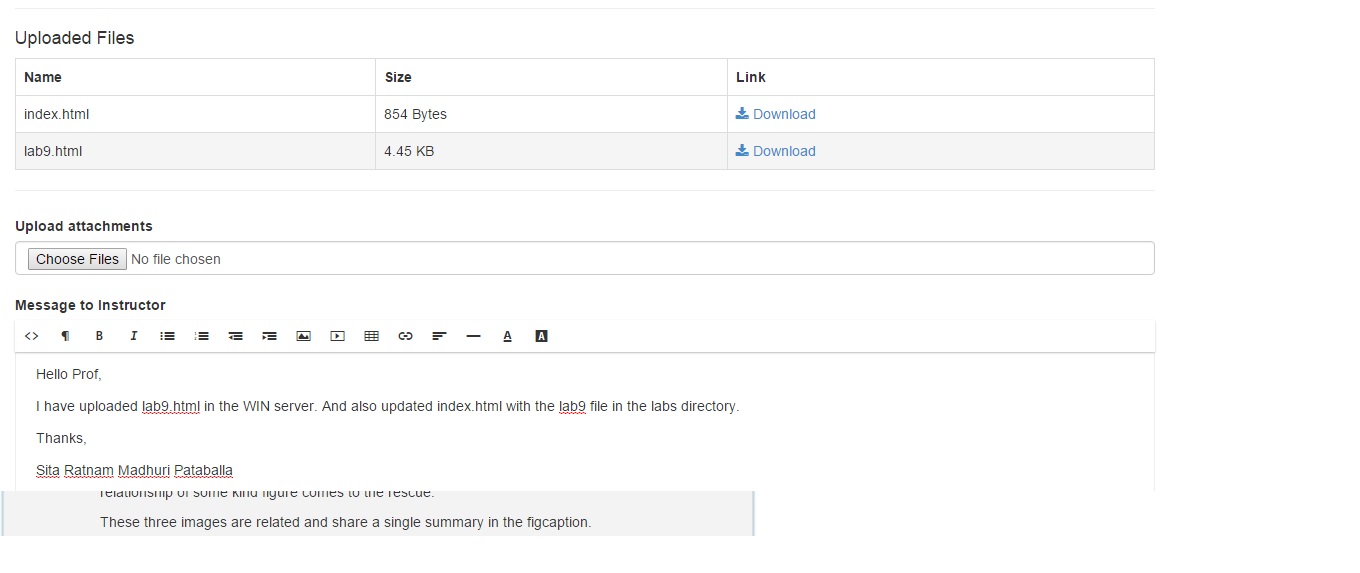 Uploaded Files
Name Size Link
index.html 854 Bytes Download
lab9.html 4.45 KB Download
Upload attachments
Choose Files No file chosen
Message to Instructor
<> ¶ B I A A
Hello Prof,
I have uploaded lab9.html in the WIN server. And also updated index.html with the lab9 file in the labs directory.
Thanks,
Sita Ratnam Madhuri Pataballa
relationship of some kind figure comes to the rescue.
These three images are related and share a single summary in the figcaption.